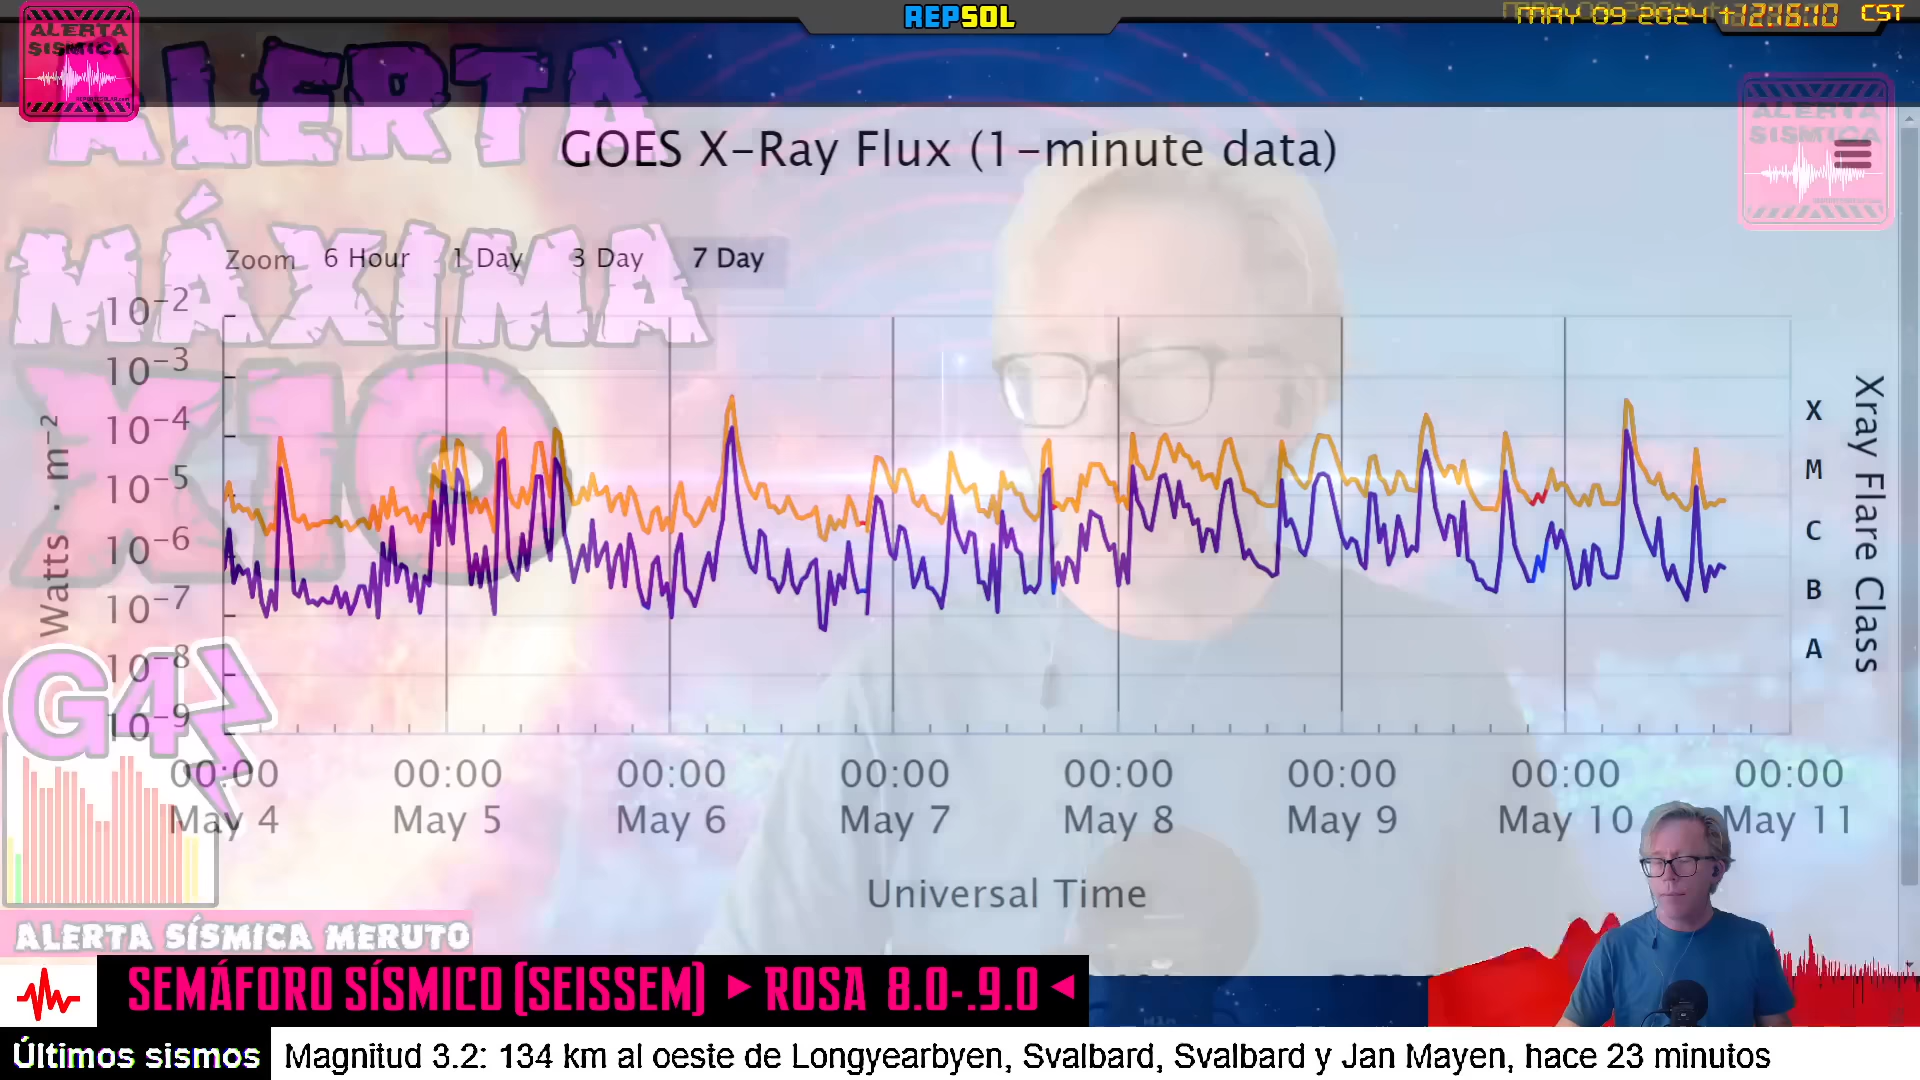 REPSOL
MAY 09 2024
12:16:10 CST
ALERTA
SISMICA
ALERTA
SISMICA
ALERTA
MÁXIMA
X10
G4
GOES X-Ray Flux (1-minute data)
Zoom 6 Hour 1 Day 3 Day 7 Day
10⁻²
10⁻³
10⁻⁴
10⁻⁵
10⁻⁶
10⁻⁷
10⁻⁸
10⁻⁹
Watts · m⁻²
X
M
C
B
A
Xray Flare Class
00:00 00:00 00:00 00:00 00:00 00:00 00:00 00:00
May 4 May 5 May 6 May 7 May 8 May 9 May 10 May 11
Universal Time
ALERTA SÍSMICA MERUTO
SEMÁFORO SÍSMICO (SEISSEM) ► ROSA 8.0-.9.0 ◄
Últimos sismos Magnitud 3.2: 134 km al oeste de Longyearbyen, Svalbard, Svalbard y Jan Mayen, hace 23 minutos